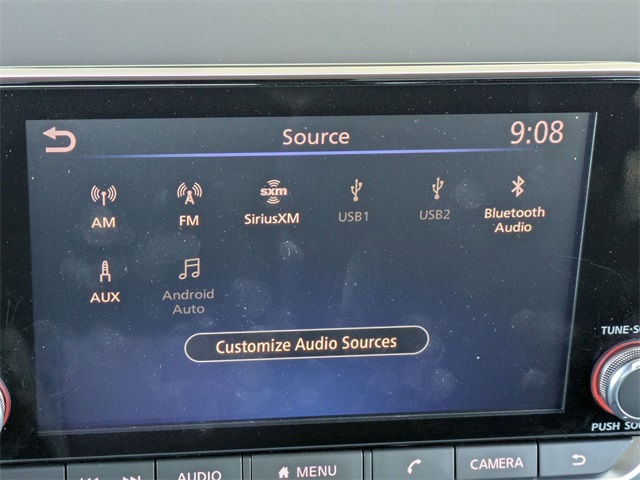 Source
9:08
AM
FM
sxm
SiriusXM
USB1
USB2
Bluetooth
Audio
AUX
Android
Auto
Customize Audio Sources
TUNE·S
PUSH SO
AUDIO
MENU
CAMERA